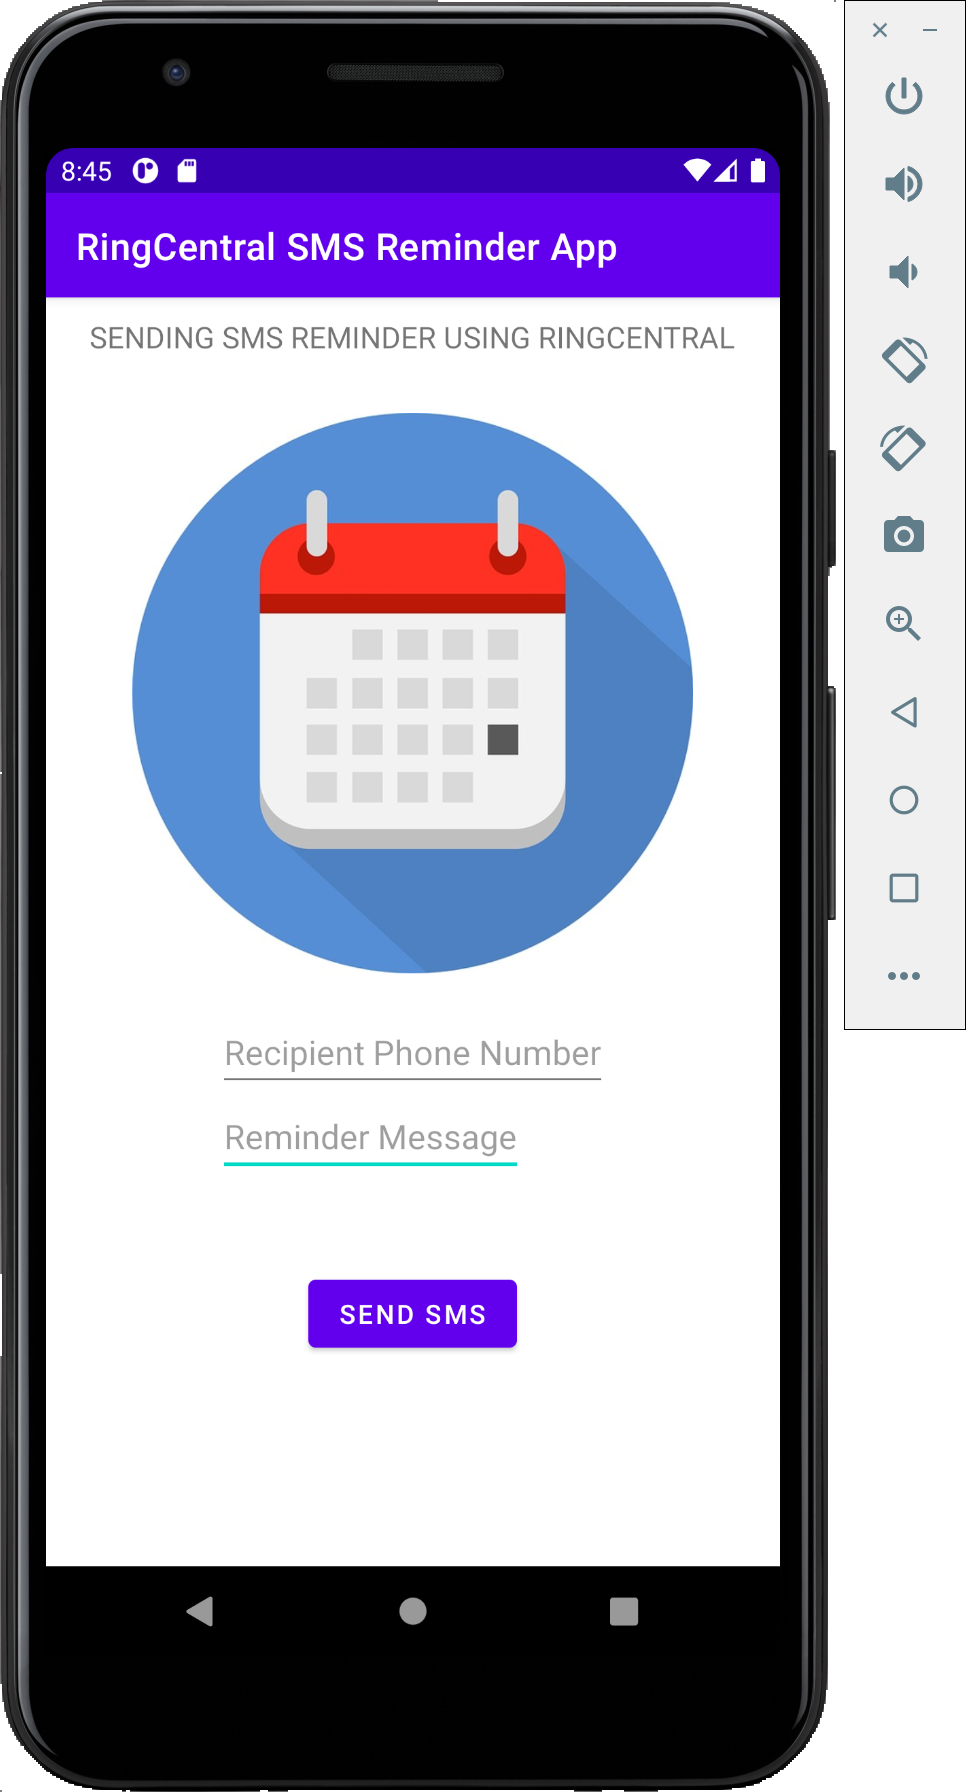 8:45
RingCentral SMS Reminder App
SENDING SMS REMINDER USING RINGCENTRAL
Recipient Phone Number
Reminder Message
SEND SMS